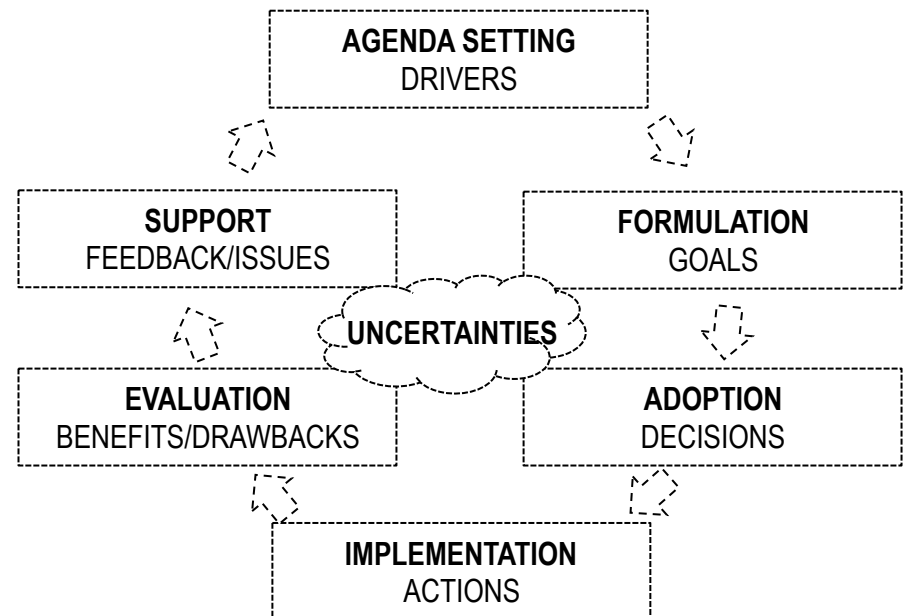 AGENDA SETTING
DRIVERS
SUPPORT
FEEDBACK/ISSUES
FORMULATION
GOALS
UNCERTAINTIES
EVALUATION
BENEFITS/DRAWBACKS
ADOPTION
DECISIONS
IMPLEMENTATION
ACTIONS